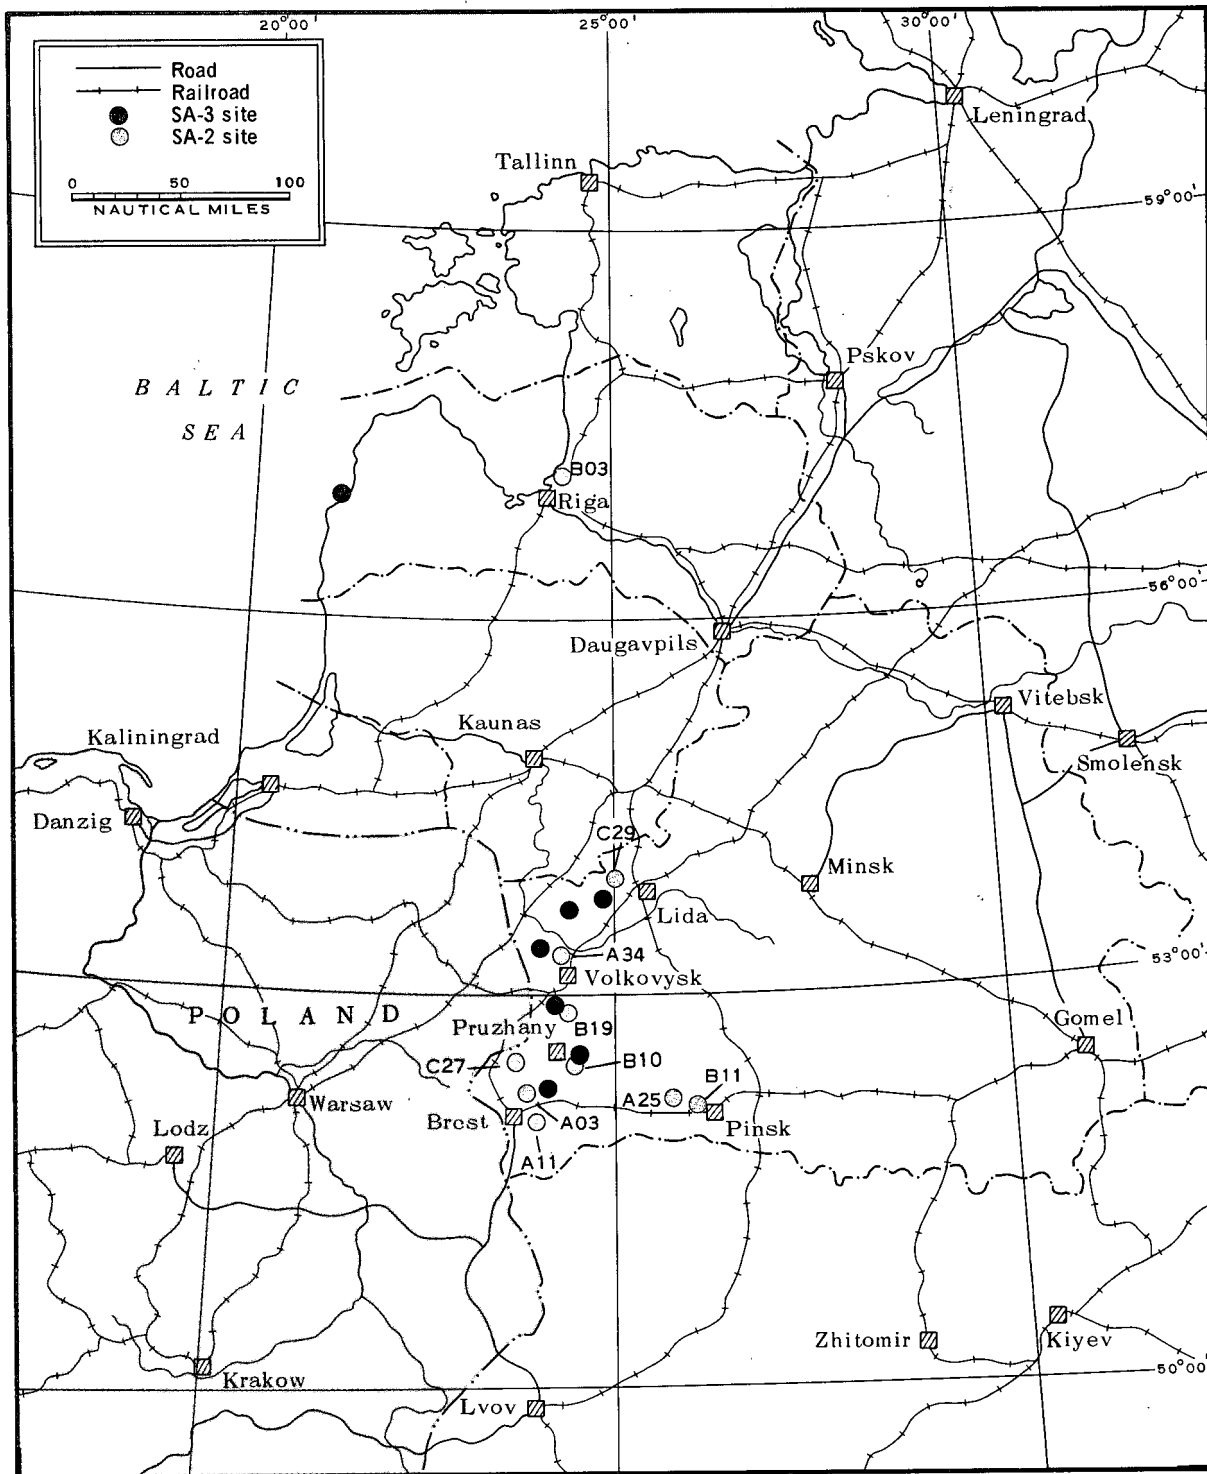 20°00' 25°00' 30°00'
Road
Railroad
SA-3 site
SA-2 site
0 50 100
NAUTICAL MILES
Leningrad
Tallinn
59°00'
Pskov
BALTIC
SEA
B03
Riga
56°00'
Daugavpils
Vitebsk
Kaunas
Kaliningrad
Smolensk
Danzig
C29
Minsk
Lida
A34
53°00'
Volkovysk
POLAND
Gomel
Pruzhany B19
C27 B10
B11
A25
Warsaw
Brest A03 Pinsk
Lodz
A11
Zhitomir Kiyev
50°00'
Krakow
Lvov